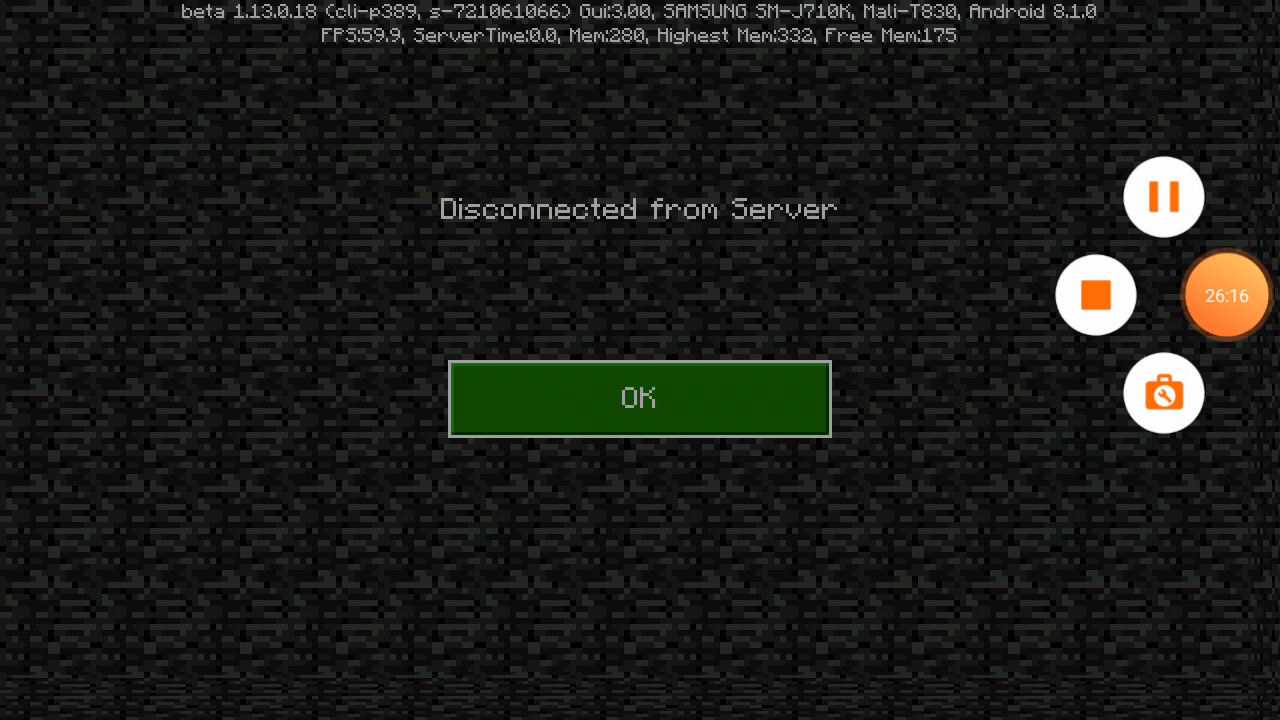 beta 1.13.0.18 (cli-p389, s-721061066) Gui:3.00, SAMSUNG SM-J710K, Mali-T830, Android 8.1.0
FPS:59.9, ServerTime:0.0, Mem:280, Highest Mem:332, Free Mem:175
Disconnected from Server
26:16
OK